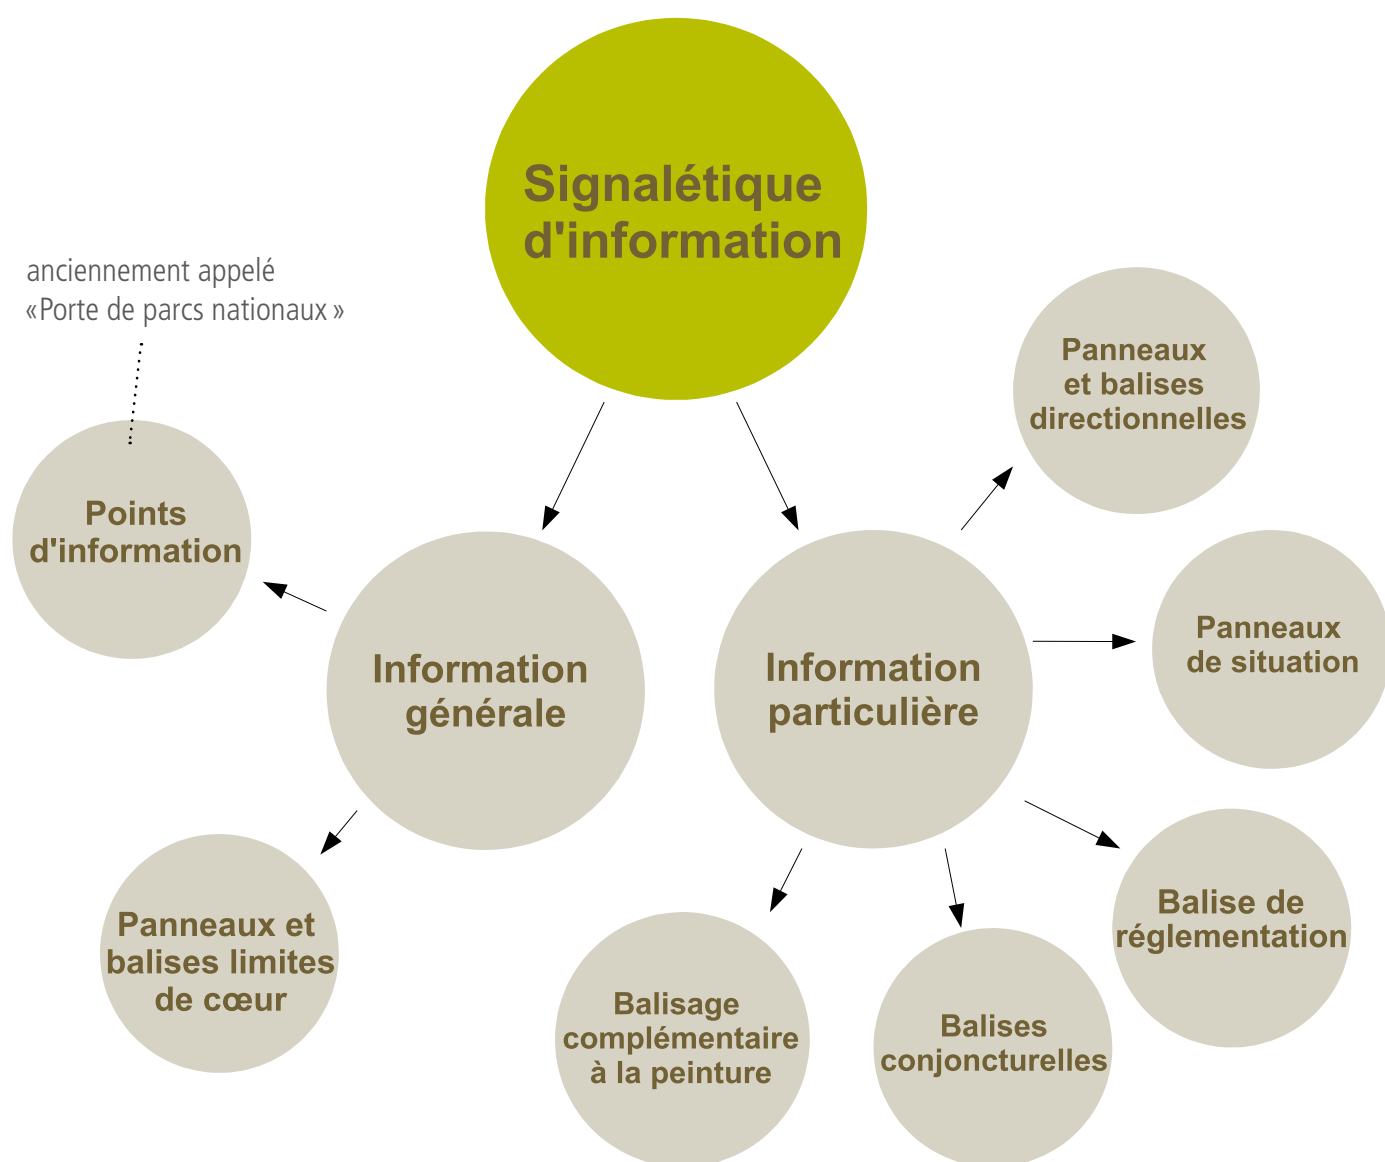 Signalétique
d'information
anciennement appelé
«Porte de parcs nationaux»
Panneaux
et balises
directionnelles
Points
d'information
Panneaux
de situation
Information
générale
Information
particulière
Balise de
réglementation
Panneaux et
balises limites
de cœur
Balisage
complémentaire
à la peinture
Balises
conjoncturelles